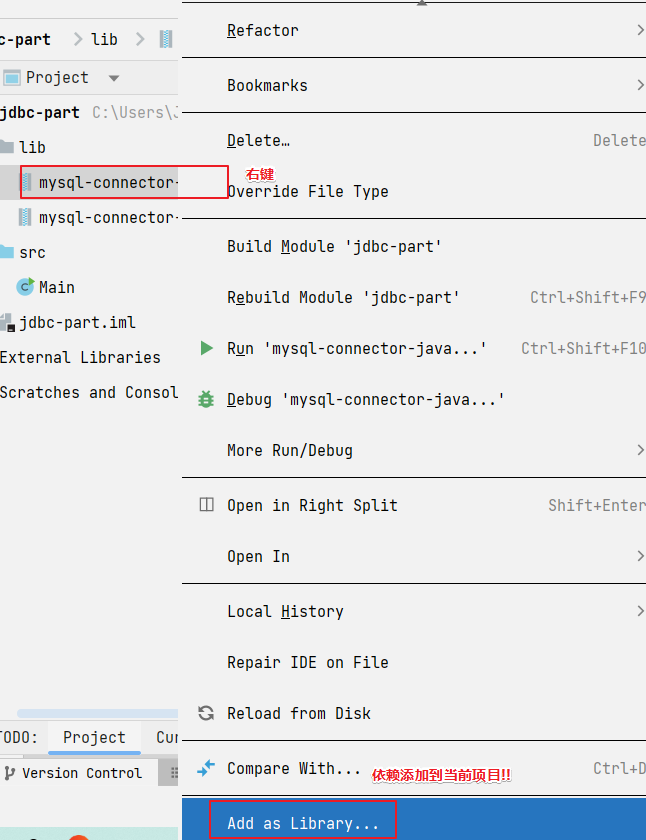 c-part > lib >
Project
jdbc-part C:\Users\J
lib
mysql-connector-
mysql-connector-
src
Main
jdbc-part.iml
External Libraries
Scratches and Consol
TODO: Project Cur
Version Control
Refactor
Bookmarks
Delete… Delete
右键
Override File Type
Build Module 'jdbc-part'
Rebuild Module 'jdbc-part' Ctrl+Shift+F9
Run 'mysql-connector-java...' Ctrl+Shift+F10
Debug 'mysql-connector-java...'
More Run/Debug
Open in Right Split Shift+Enter
Open In
Local History
Repair IDE on File
Reload from Disk
Compare With... Ctrl+D
依赖添加到当前项目!!
Add as Library...